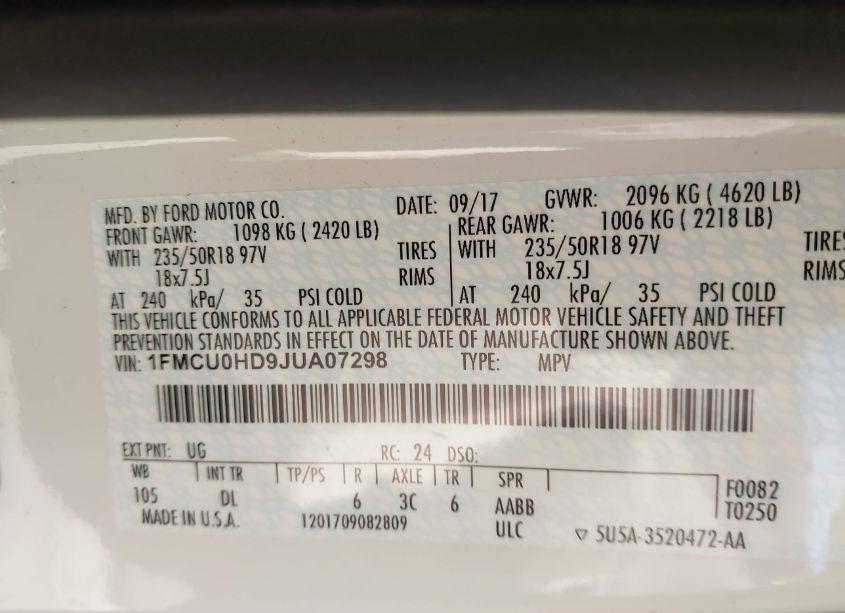 MFD. BY FORD MOTOR CO. DATE: 09/17 GVWR: 2096 KG ( 4620 LB)
FRONT GAWR: 1098 KG ( 2420 LB) REAR GAWR: 1006 KG ( 2218 LB)
WITH 235/50R18 97V TIRES WITH 235/50R18 97V TIRES
18x7.5J RIMS 18x7.5J RIMS
AT 240 kPa/ 35 PSI COLD AT 240 kPa/ 35 PSI COLD
THIS VEHICLE CONFORMS TO ALL APPLICABLE FEDERAL MOTOR VEHICLE SAFETY AND THEFT
PREVENTION STANDARDS IN EFFECT ON THE DATE OF MANUFACTURE SHOWN ABOVE.
VIN: 1FMCU0HD9JUA07298 TYPE: MPV
EXT PNT: UG RC: 24 DSO:
WB INT TR TP/PS R AXLE TR SPR
105 DL 6 3C 6 AABB F0082
MADE IN U.S.A. 1201709082809 ULC T0250
▽ 5U5A-3520472-AA